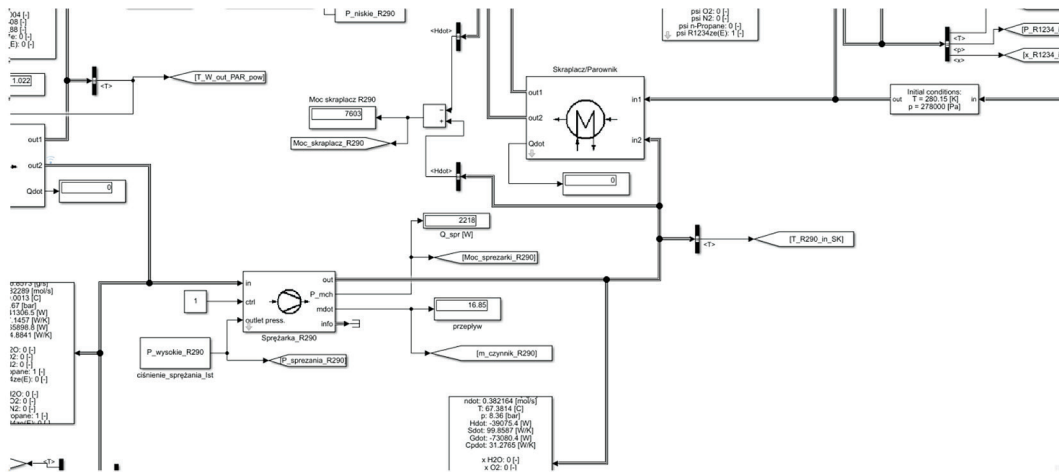 P_niskie_R290
psi O2: 0 [-]
psi N2: 0 [-]
psi n-Propane: 0 [-]
psi R1234ze(E): 1 [-]
<Hdot>
<T>
<p>
<x>
1.022
<T>
[T_W_out_PAR_pow]
Moc skraplacz R290
7603
Moc_skraplacz_R290
Skraplacz/Parownik
out1
out2
Qdot
in1
in2
M
0
Initial conditions:
T = 280.15 [K]
p = 278000 [Pa]
out
in
out1
out2
Qdot
0
<Hdot>
2218
Q_spr [W]
[Moc_sprezarki_R290]
<T>
[T_R290_in_SK]
in
ctrl
outlet press.
out
P_mch
mdot
info
Sprężarka_R290
1
16.85
przepływ
P_wysokie_R290
ciśnienie_sprężania_Ist
[P_sprezania_R290]
[m_czynnik_R290]
ndot: 0.382164 [mol/s]
T: 67.3814 [C]
p: 8.36 [bar]
Hdot: -39075.4 [W]
Sdot: 99.8587 [W/K]
Gdot: -73080.4 [W]
Cpdot: 31.2765 [W/K]
x H2O: 0 [-]
x O2: 0 [-]
<T>